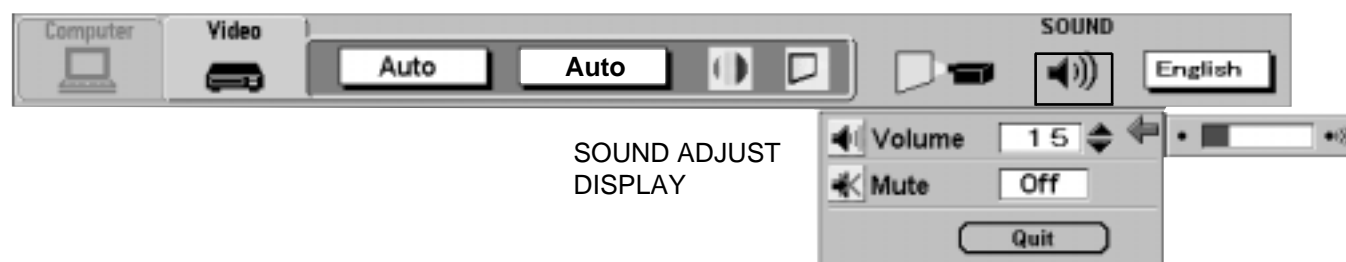 Computer Video SOUND
Auto Auto English
SOUND ADJUST
DISPLAY
Volume 15
Mute Off
Quit